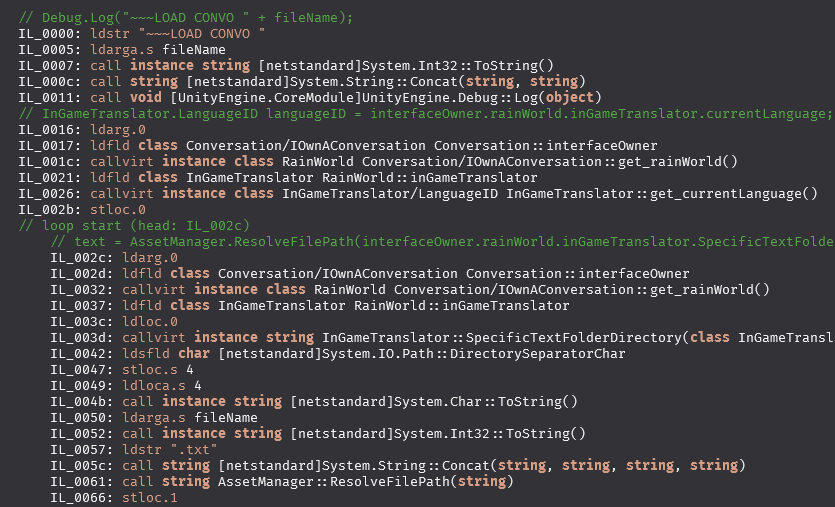 // Debug.Log("~~~LOAD CONVO " + fileName);
IL_0000: ldstr "~~~LOAD CONVO "
IL_0005: ldarga.s fileName
IL_0007: call instance string [netstandard]System.Int32::ToString()
IL_000c: call string [netstandard]System.String::Concat(string, string)
IL_0011: call void [UnityEngine.CoreModule]UnityEngine.Debug::Log(object)
// InGameTranslator.LanguageID languageID = interfaceOwner.rainWorld.inGameTranslator.currentLanguage;
IL_0016: ldarg.0
IL_0017: ldfld class Conversation/IOwnAConversation Conversation::interfaceOwner
IL_001c: callvirt instance class RainWorld Conversation/IOwnAConversation::get_rainWorld()
IL_0021: ldfld class InGameTranslator RainWorld::inGameTranslator
IL_0026: callvirt instance class InGameTranslator/LanguageID InGameTranslator::get_currentLanguage()
IL_002b: stloc.0
// loop start (head: IL_002c)
// text = AssetManager.ResolveFilePath(interfaceOwner.rainWorld.inGameTranslator.SpecificTextFolde
IL_002c: ldarg.0
IL_002d: ldfld class Conversation/IOwnAConversation Conversation::interfaceOwner
IL_0032: callvirt instance class RainWorld Conversation/IOwnAConversation::get_rainWorld()
IL_0037: ldfld class InGameTranslator RainWorld::inGameTranslator
IL_003c: ldloc.0
IL_003d: callvirt instance string InGameTranslator::SpecificTextFolderDirectory(class InGameTransl
IL_0042: ldsfld char [netstandard]System.IO.Path::DirectorySeparatorChar
IL_0047: stloc.s 4
IL_0049: ldloca.s 4
IL_004b: call instance string [netstandard]System.Char::ToString()
IL_0050: ldarga.s fileName
IL_0052: call instance string [netstandard]System.Int32::ToString()
IL_0057: ldstr ".txt"
IL_005c: call string [netstandard]System.String::Concat(string, string, string, string)
IL_0061: call string AssetManager::ResolveFilePath(string)
IL_0066: stloc.1